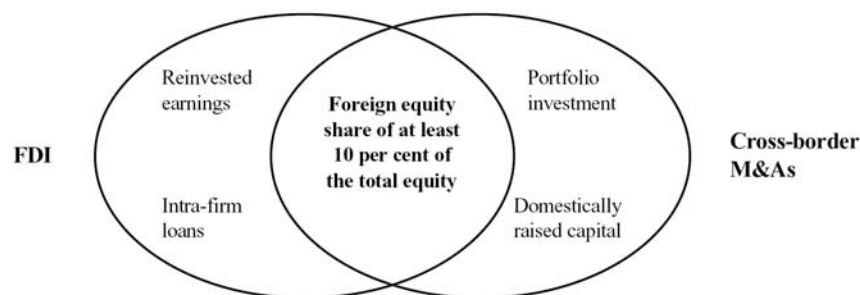 FDI
Reinvested
earnings
Intra-firm
loans
Foreign equity
share of at least
10 per cent of
the total equity
Portfolio
investment
Domestically
raised capital
Cross-border
M&As